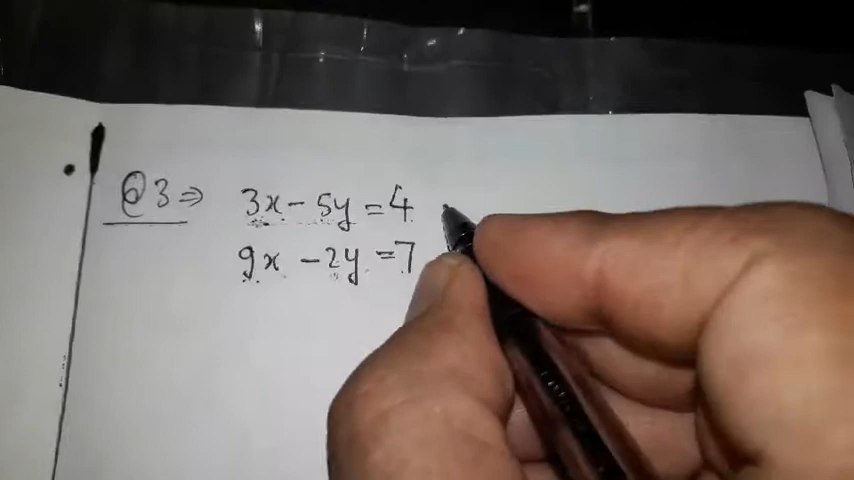 Q3⇒ 3x - 5y = 4
9x - 2y = 7